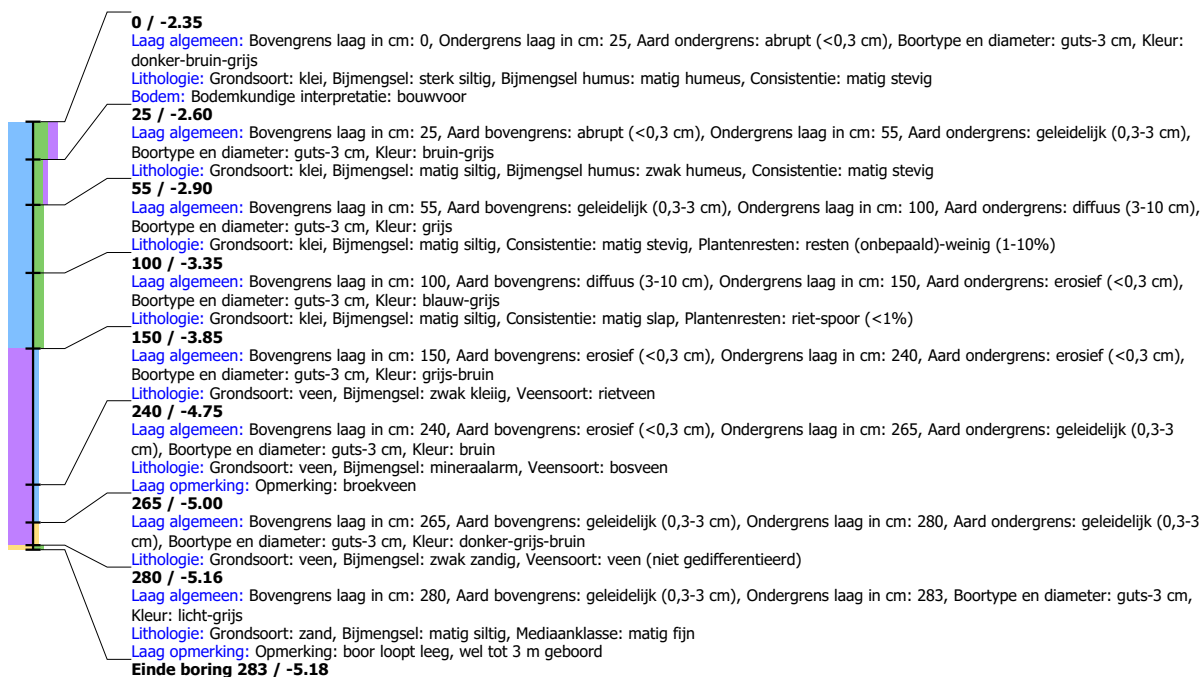 0 / -2.35
Laag algemeen: Bovengrens laag in cm: 0, Ondergrens laag in cm: 25, Aard ondergrens: abrupt (<0,3 cm), Boortype en diameter: guts-3 cm, Kleur:
donker-bruin-grijs
Lithologie: Grondsoort: klei, Bijmengsel: sterk siltig, Bijmengsel humus: matig humeus, Consistentie: matig stevig
Bodem: Bodemkundige interpretatie: bouwvoor
25 / -2.60
Laag algemeen: Bovengrens laag in cm: 25, Aard bovengrens: abrupt (<0,3 cm), Ondergrens laag in cm: 55, Aard ondergrens: geleidelijk (0,3-3 cm),
Boortype en diameter: guts-3 cm, Kleur: bruin-grijs
Lithologie: Grondsoort: klei, Bijmengsel: matig siltig, Bijmengsel humus: zwak humeus, Consistentie: matig stevig
55 / -2.90
Laag algemeen: Bovengrens laag in cm: 55, Aard bovengrens: geleidelijk (0,3-3 cm), Ondergrens laag in cm: 100, Aard ondergrens: diffuus (3-10 cm),
Boortype en diameter: guts-3 cm, Kleur: grijs
Lithologie: Grondsoort: klei, Bijmengsel: matig siltig, Consistentie: matig stevig, Plantenresten: resten (onbepaald)-weinig (1-10%)
100 / -3.35
Laag algemeen: Bovengrens laag in cm: 100, Aard bovengrens: diffuus (3-10 cm), Ondergrens laag in cm: 150, Aard ondergrens: erosief (<0,3 cm),
Boortype en diameter: guts-3 cm, Kleur: blauw-grijs
Lithologie: Grondsoort: klei, Bijmengsel: matig siltig, Consistentie: matig slap, Plantenresten: riet-spoor (<1%)
150 / -3.85
Laag algemeen: Bovengrens laag in cm: 150, Aard bovengrens: erosief (<0,3 cm), Ondergrens laag in cm: 240, Aard ondergrens: erosief (<0,3 cm),
Boortype en diameter: guts-3 cm, Kleur: grijs-bruin
Lithologie: Grondsoort: veen, Bijmengsel: zwak kleiig, Veensoort: rietveen
240 / -4.75
Laag algemeen: Bovengrens laag in cm: 240, Aard bovengrens: erosief (<0,3 cm), Ondergrens laag in cm: 265, Aard ondergrens: geleidelijk (0,3-3
cm), Boortype en diameter: guts-3 cm, Kleur: bruin
Lithologie: Grondsoort: veen, Bijmengsel: mineraalarm, Veensoort: bosveen
Laag opmerking: Opmerking: broekveen
265 / -5.00
Laag algemeen: Bovengrens laag in cm: 265, Aard bovengrens: geleidelijk (0,3-3 cm), Ondergrens laag in cm: 280, Aard ondergrens: geleidelijk (0,3-3
cm), Boortype en diameter: guts-3 cm, Kleur: donker-grijs-bruin
Lithologie: Grondsoort: veen, Bijmengsel: zwak zandig, Veensoort: veen (niet gedifferentieerd)
280 / -5.16
Laag algemeen: Bovengrens laag in cm: 280, Aard bovengrens: geleidelijk (0,3-3 cm), Ondergrens laag in cm: 283, Boortype en diameter: guts-3 cm,
Kleur: licht-grijs
Lithologie: Grondsoort: zand, Bijmengsel: matig siltig, Mediaanklasse: matig fijn
Laag opmerking: Opmerking: boor loopt leeg, wel tot 3 m geboord
Einde boring 283 / -5.18